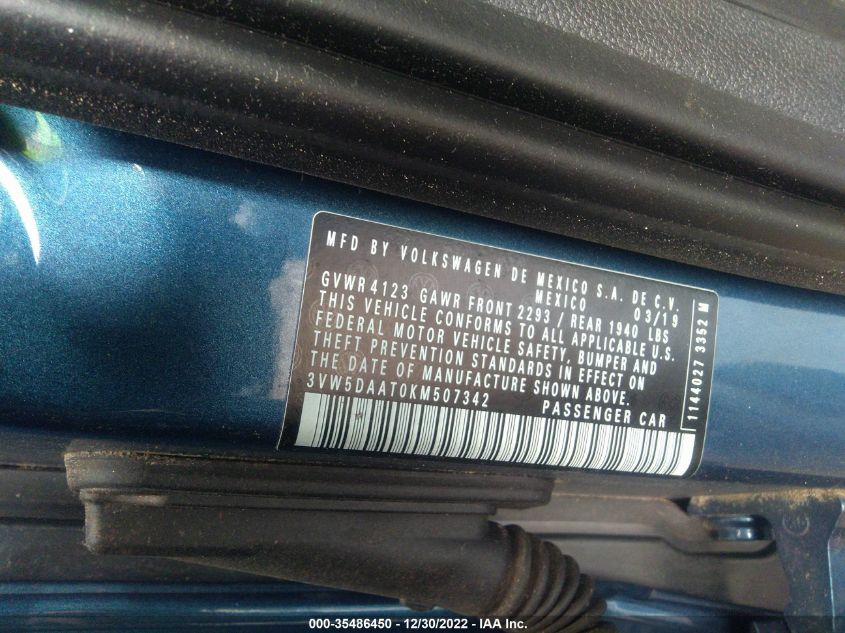 MFD BY VOLKSWAGEN DE MEXICO S.A. DE C.V.
MEXICO
GVWR 4123 GAWR FRONT 2293 / REAR 1940 LBS 03/19
THIS VEHICLE CONFORMS TO ALL APPLICABLE U.S.
FEDERAL MOTOR VEHICLE SAFETY, BUMPER AND
THEFT PREVENTION STANDARDS IN EFFECT ON
THE DATE OF MANUFACTURE SHOWN ABOVE.
3VW5DAAT0KM507342 PASSENGER CAR
1144027 3352 M
000-35486450 - 12/30/2022 - IAA Inc.